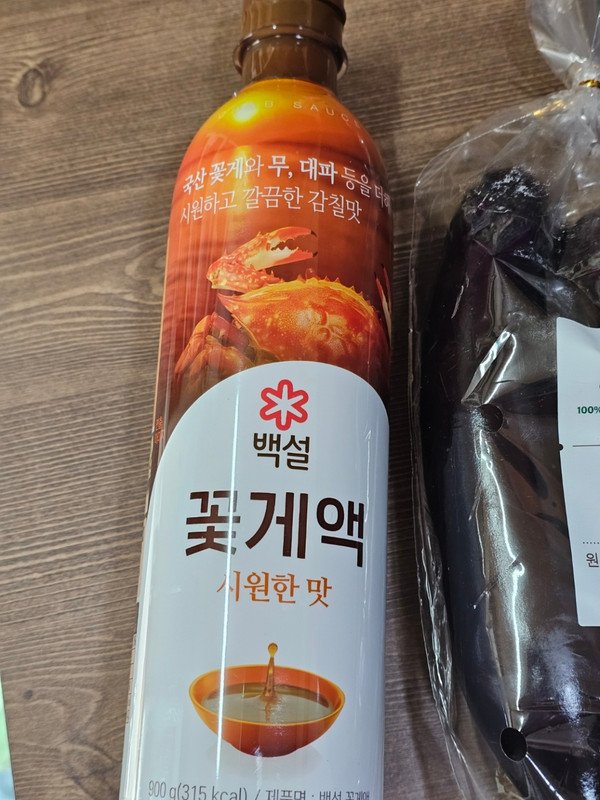 국산 꽃게와 무, 대파 등을 더해
시원하고 깔끔한 감칠맛
백설
꽃게액
시원한 맛
900 g(315 kcal) / 제품명 : 백설 꽃게액
100%
원